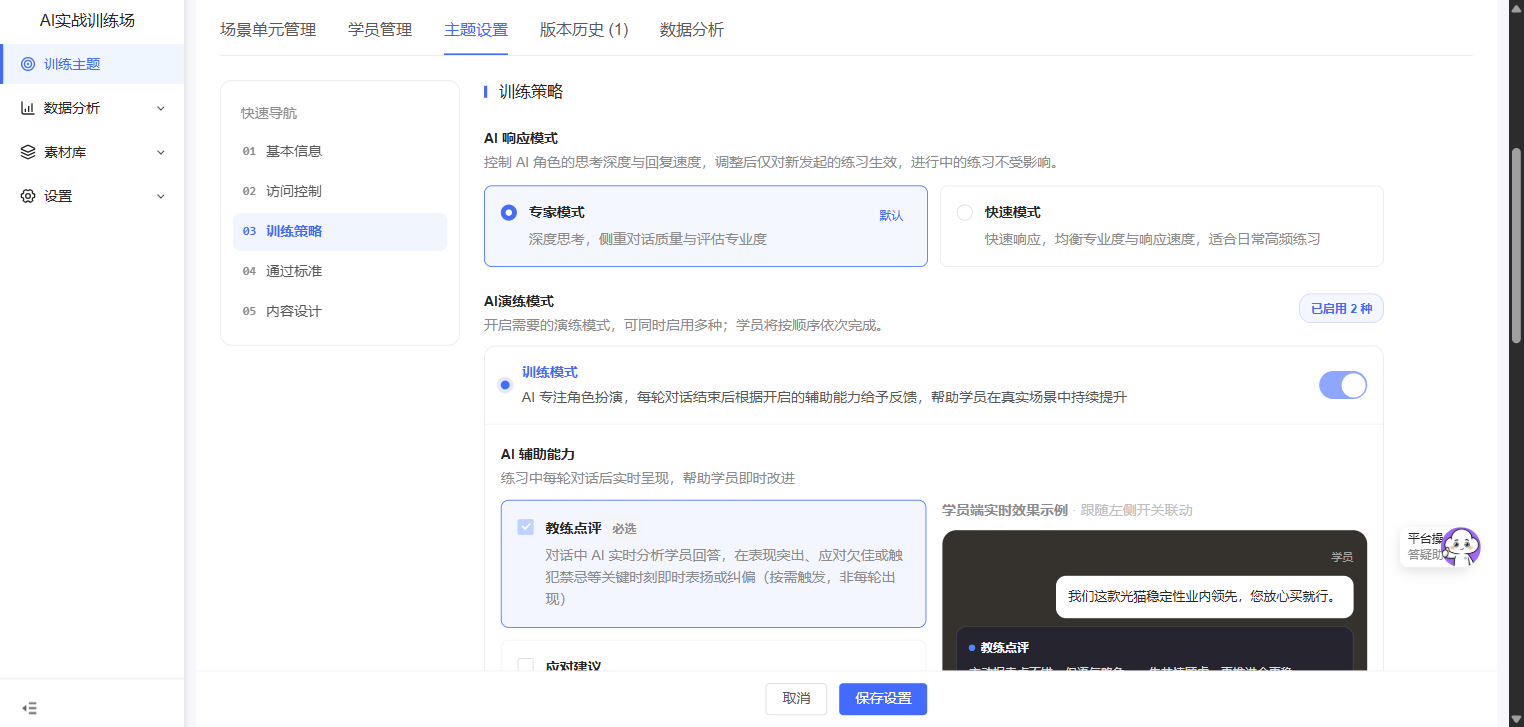 AI实战训练场
训练主题
数据分析
素材库
设置
场景单元管理
学员管理
主题设置
版本历史 (1)
数据分析
快速导航
01 基本信息
02 访问控制
03 训练策略
04 通过标准
05 内容设计
训练策略
AI 响应模式
控制 AI 角色的思考深度与回复速度，调整后仅对新发起的练习生效，进行中的练习不受影响。
专家模式
默认
深度思考，侧重对话质量与评估专业度
快速模式
快速响应，均衡专业度与响应速度，适合日常高频练习
AI演练模式
已启用 2 种
开启需要的演练模式，可同时启用多种；学员将按顺序依次完成。
训练模式
AI 专注角色扮演，每轮对话结束后根据开启的辅助能力给予反馈，帮助学员在真实场景中持续提升
AI 辅助能力
练习中每轮对话后实时呈现，帮助学员即时改进
教练点评 必选
对话中 AI 实时分析学员回答，在表现突出、应对欠佳或触
犯禁忌等关键时刻即时表扬或纠偏（按需触发，非每轮出
现）
应对建议
学员端实时效果示例 · 跟随左侧开关联动
学员
我们这款光猫稳定性业内领先，您放心买就行。
教练点评
平台操
答疑助
取消
保存设置